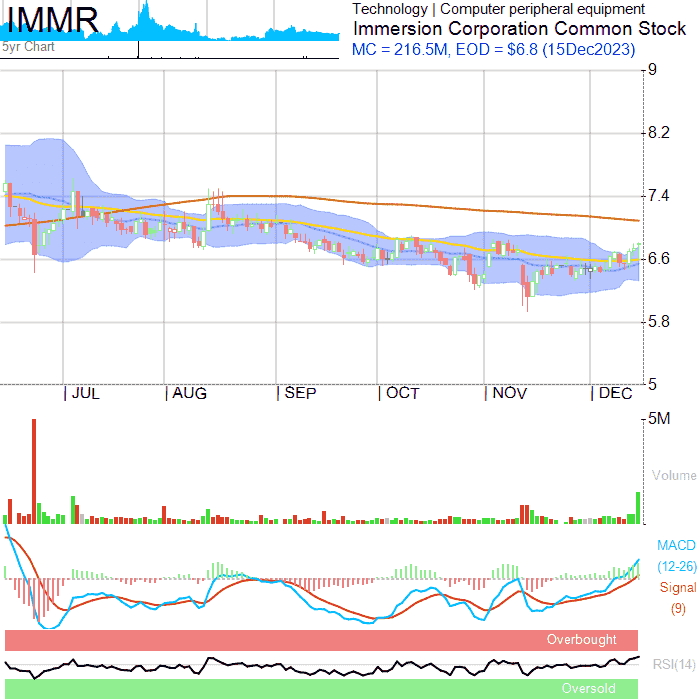 IMMR
5yr Chart
Technology | Computer peripheral equipment
Immersion Corporation Common Stock
MC = 216.5M, EOD = $6.8 (15Dec2023)
9
8.2
7.4
6.6
5.8
5
JUL AUG SEP OCT NOV DEC
5M
Volume
MACD
(12-26)
Signal
(9)
Overbought
RSI(14)
Oversold